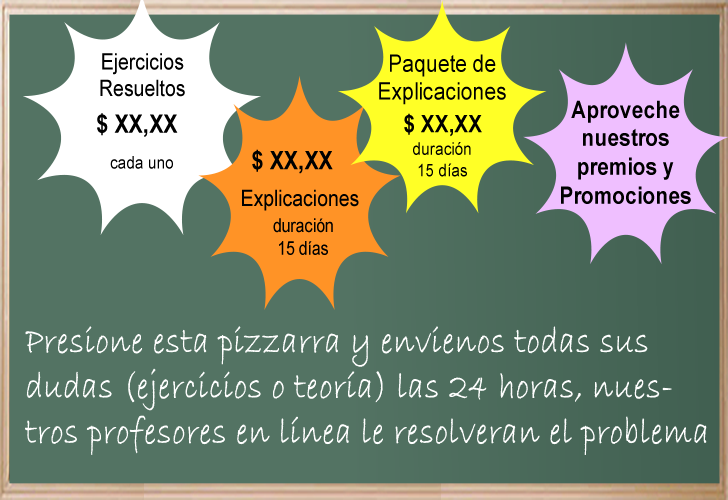 Ejercicios
Resueltos
$ XX,XX
cada uno
$ XX,XX
Explicaciones
duración
15 días
Paquete de
Explicaciones
$ XX,XX
duración
15 días
Aproveche
nuestros
premios y
Promociones
Presione esta pizzarra y envienos todas sus
dudas (ejercicios o teoría) las 24 horas, nues-
tros profesores en línea le resolveran el problema